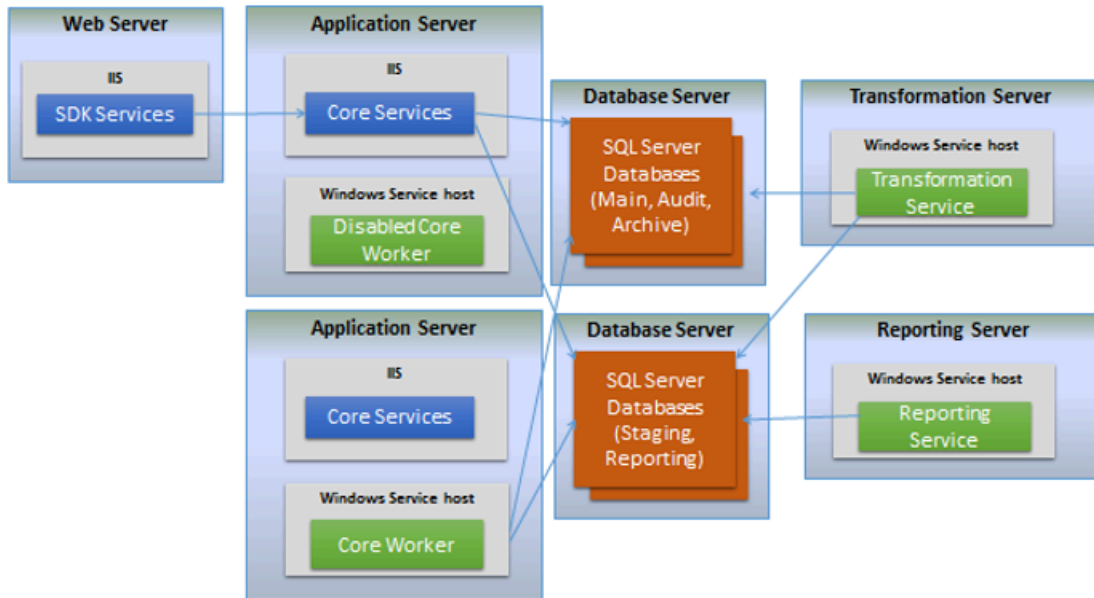 Web Server
IIS
SDK Services
Application Server
IIS
Core Services
Windows Service host
Disabled Core
Worker
Database Server
SQL Server
Databases
(Main, Audit,
Archive)
Transformation Server
Windows Service host
Transformation
Service
Application Server
IIS
Core Services
Windows Service host
Core Worker
Database Server
SQL Server
Databases
(Staging,
Reporting)
Reporting Server
Windows Service host
Reporting
Service